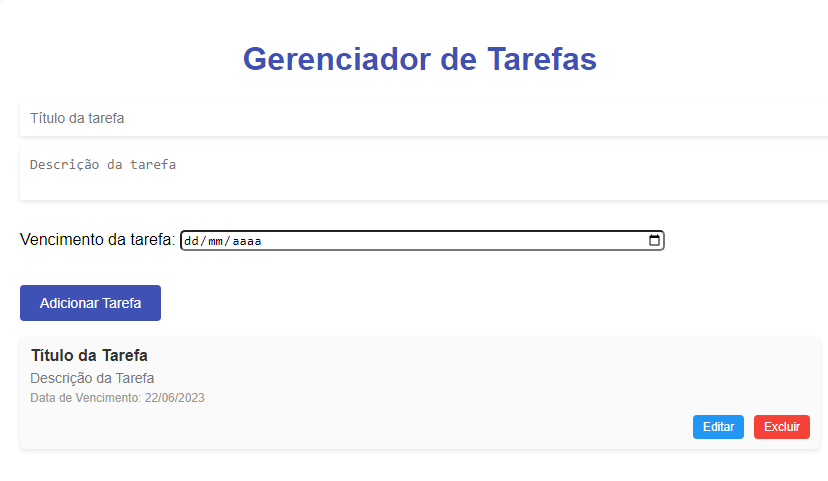 Gerenciador de Tarefas
Título da tarefa
Descrição da tarefa
Vencimento da tarefa: dd/mm/aaaa
Adicionar Tarefa
Título da Tarefa
Descrição da Tarefa
Data de Vencimento: 22/06/2023
Editar Excluir